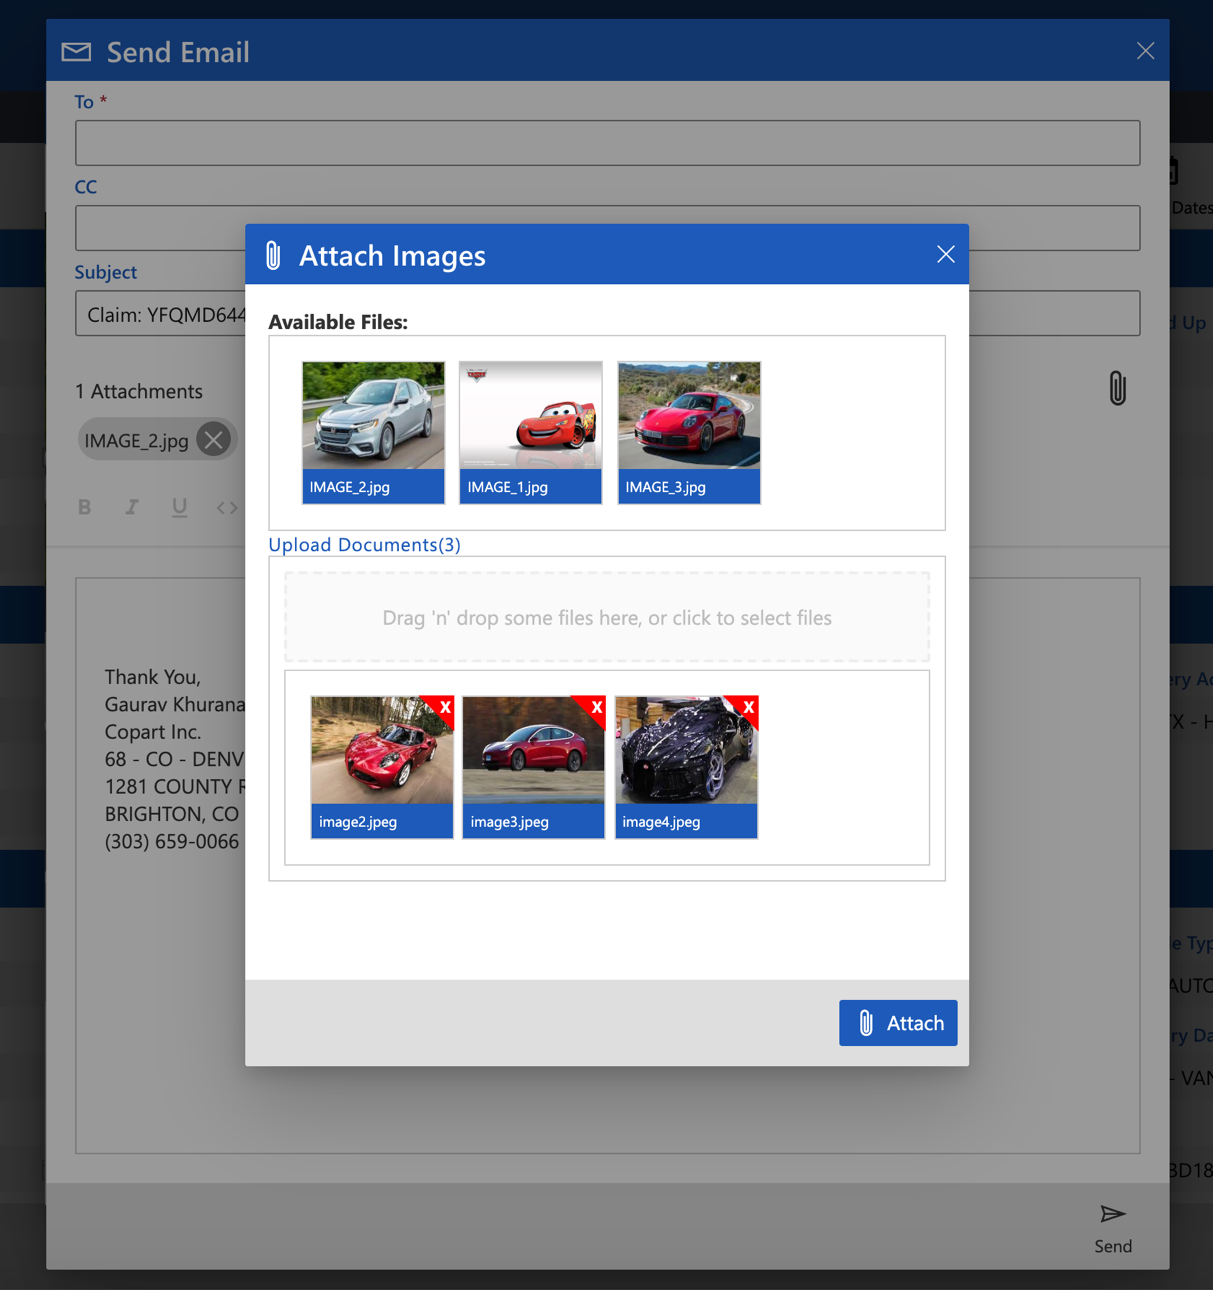 Send Email
To *
CC
Dates
Subject
Claim: YFQMD644
d Up
Attach Images
Available Files:
1 Attachments
IMAGE_2.jpg
IMAGE_2.jpg
IMAGE_1.jpg
IMAGE_3.jpg
B I U <>
Upload Documents(3)
Drag 'n' drop some files here, or click to select files
Thank You,
Gaurav Khurana
Copart Inc.
68 - CO - DENV
1281 COUNTY R
BRIGHTON, CO
(303) 659-0066
ery Ad
TX - H
X
X
X
image2.jpeg
image3.jpeg
image4.jpeg
e Typ
AUTO
Attach
ry Da
- VAN
3D18
Send